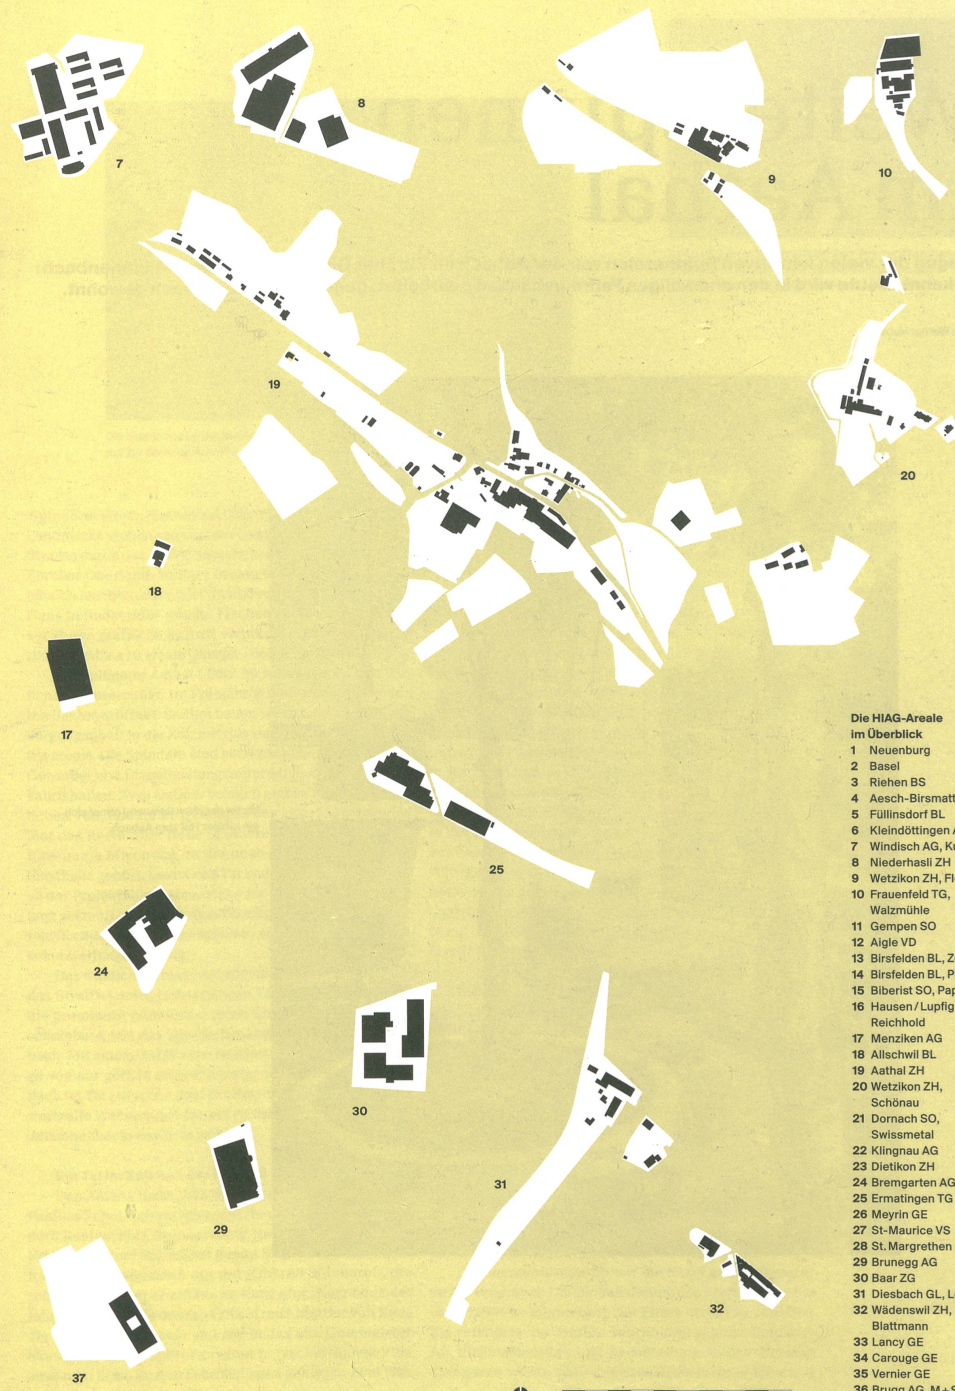 7
8
9
10
19
20
18
17
25
24
30
31
29
32
37
Die HIAG-Areale
im Überblick
1 Neuenburg
2 Basel
3 Riehen BS
4 Aesch-Birsmatt
5 Füllinsdorf BL
6 Kleindöttingen A
7 Windisch AG, Ku
8 Niederhasli ZH
9 Wetzikon ZH, Fl
10 Frauenfeld TG,
Walzmühle
11 Gempen SO
12 Aigle VD
13 Birsfelden BL, Z
14 Birsfelden BL, P
15 Biberist SO, Pap
16 Hausen / Lupfig
Reichhold
17 Menziken AG
18 Allschwil BL
19 Aathal ZH
20 Wetzikon ZH,
Schönau
21 Dornach SO,
Swissmetal
22 Klingnau AG
23 Dietikon ZH
24 Bremgarten AG
25 Ermatingen TG
26 Meyrin GE
27 St-Maurice VS
28 St. Margrethen
29 Brunegg AG
30 Baar ZG
31 Diesbach GL, L
32 Wädenswil ZH,
Blattmann
33 Lancy GE
34 Carouge GE
35 Vernier GE
36 Brugg AG, M+S